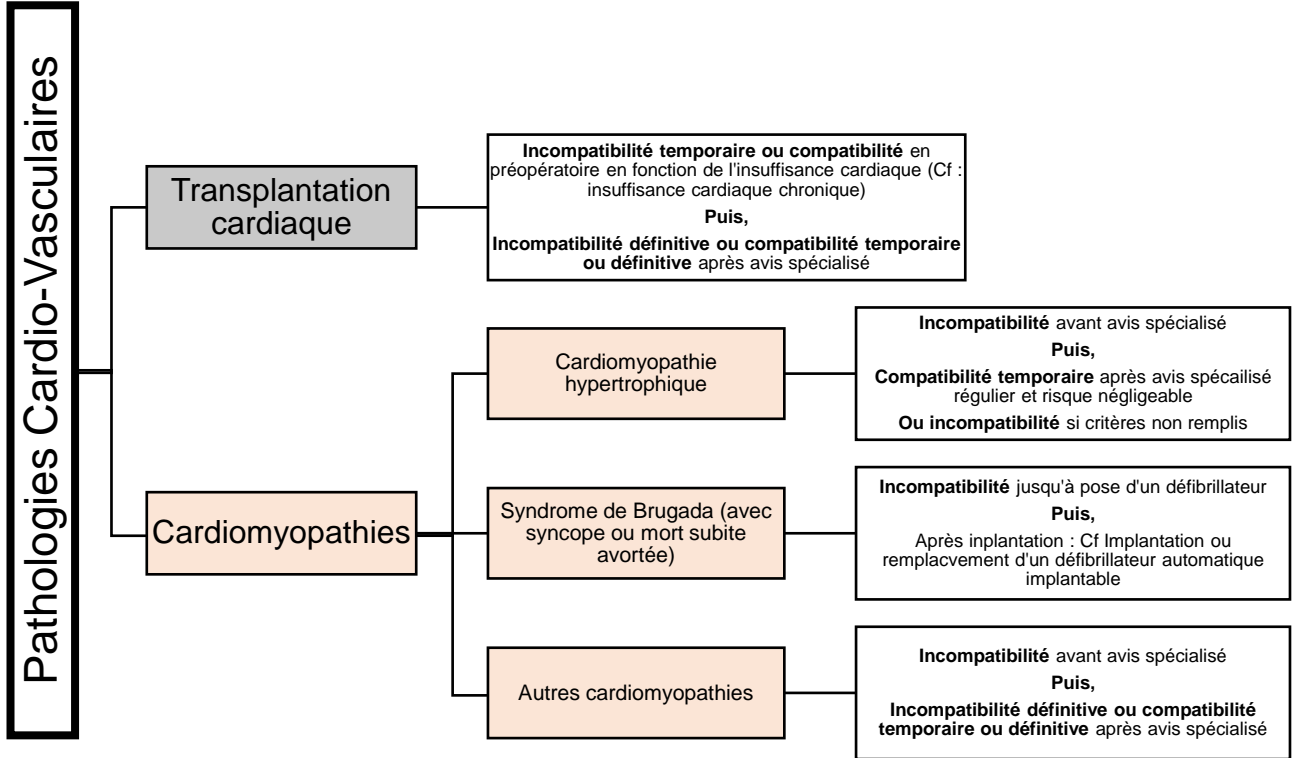 Pathologies Cardio-Vasculaires
Transplantation
cardiaque
Incompatibilité temporaire ou compatibilité en
préopératoire en fonction de l'insuffisance cardiaque (Cf :
insuffisance cardiaque chronique)
Puis,
Incompatibilité définitive ou compatibilité temporaire
ou définitive après avis spécialisé
Cardiomyopathies
Cardiomyopathie
hypertrophique
Incompatibilité avant avis spécialisé
Puis,
Compatibilité temporaire après avis spécailisé
régulier et risque négligeable
Ou incompatibilité si critères non remplis
Syndrome de Brugada (avec
syncope ou mort subite
avortée)
Incompatibilité jusqu'à pose d'un défibrillateur
Puis,
Après inplantation : Cf Implantation ou
remplacvement d'un défibrillateur automatique
implantable
Autres cardiomyopathies
Incompatibilité avant avis spécialisé
Puis,
Incompatibilité définitive ou compatibilité
temporaire ou définitive après avis spécialisé